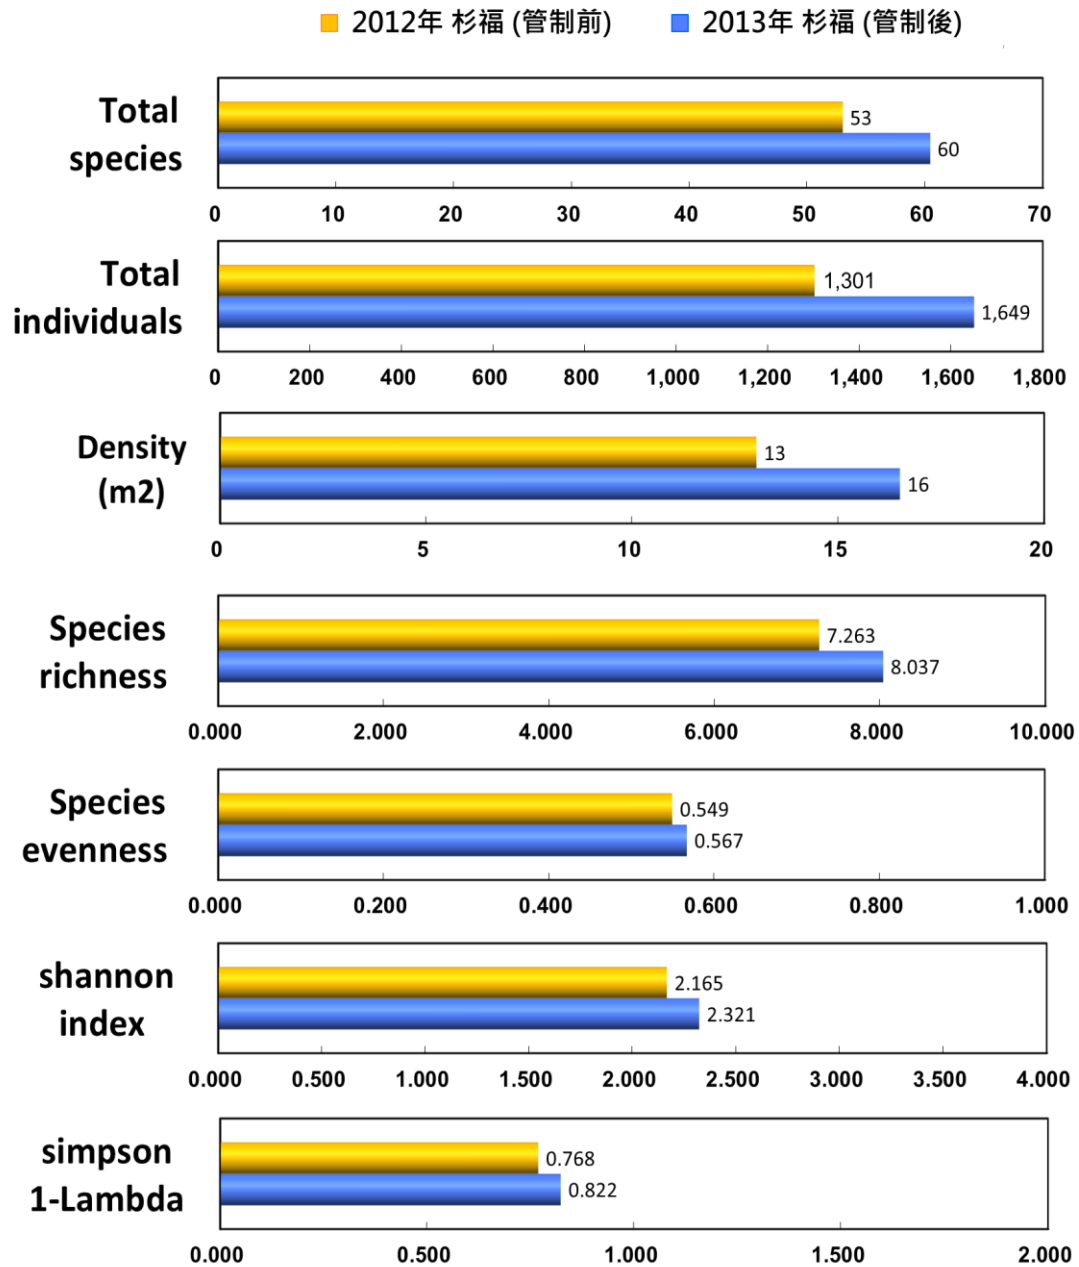 2012年 杉福 (管制前) 2013年 杉福 (管制後)
Total
species
53
60
0 10 20 30 40 50 60 70
Total
individuals
1,301
1,649
0 200 400 600 800 1,000 1,200 1,400 1,600 1,800
Density
(m2)
13
16
0 5 10 15 20
Species
richness
7.263
8.037
0.000 2.000 4.000 6.000 8.000 10.000
Species
evenness
0.549
0.567
0.000 0.200 0.400 0.600 0.800 1.000
shannon
index
2.165
2.321
0.000 0.500 1.000 1.500 2.000 2.500 3.000 3.500 4.000
simpson
1-Lambda
0.768
0.822
0.000 0.500 1.000 1.500 2.000